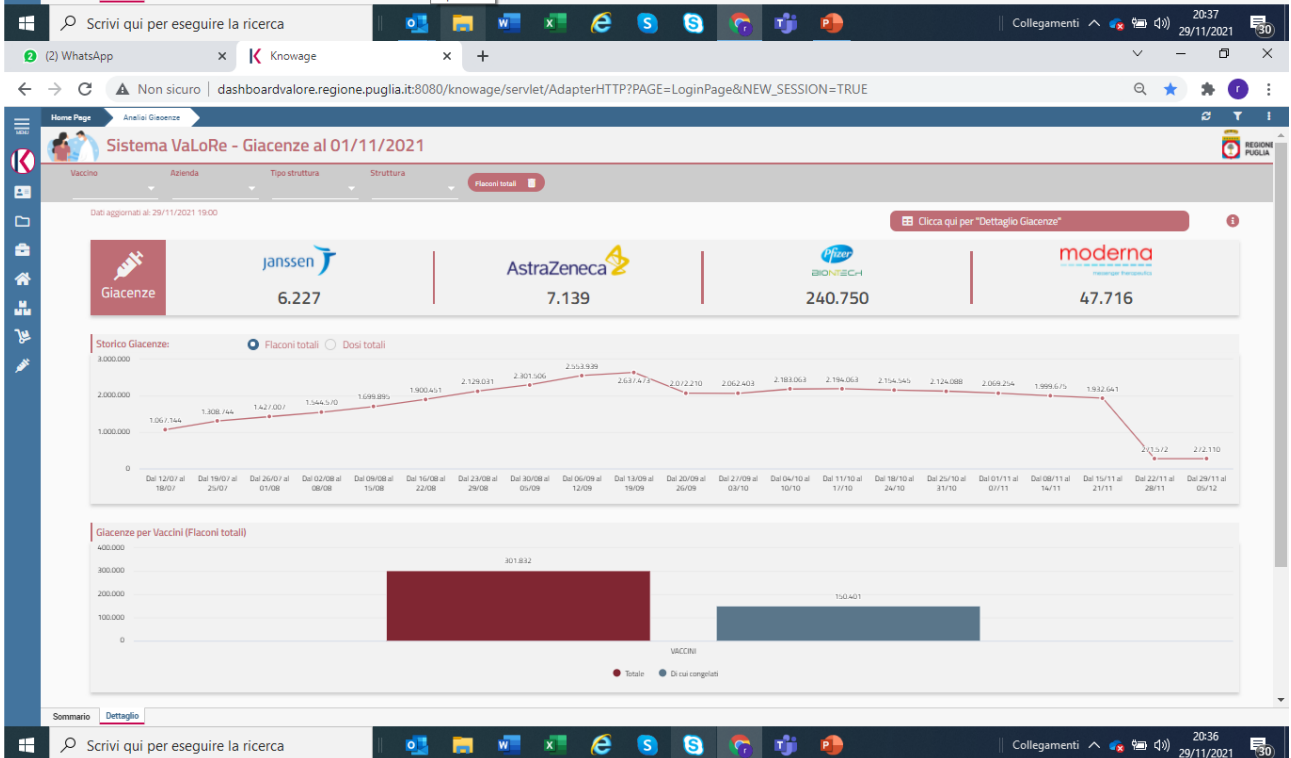 Scrivi qui per eseguire la ricerca
Collegamenti
20:37
29/11/2021
30
2
(2) WhatsApp
Knowage
Non sicuro
dashboardvalore.regione.puglia.it:8080/knowage/servlet/AdapterHTTP?PAGE=LoginPage&NEW_SESSION=TRUE
r
MENU
Home Page
Analisi Giacenze
Sistema VaLoRe - Giacenze al 01/11/2021
REGIONE
PUGLIA
Vaccino
Azienda
Tipo struttura
Struttura
Flaconi totali
Dati aggiornati al: 29/11/2021 19:00
Clicca qui per "Dettaglio Giacenze"
Giacenze
janssen
6.227
AstraZeneca
7.139
Pfizer
BIONTECH
240.750
moderna
messenger therapeutics
47.716
Storico Giacenze:
Flaconi totali
Dosi totali
3.000.000
2.000.000
1.000.000
0
1.067.144
1.308.744
1.427.007
1.544.570
1.699.895
1.900.451
2.129.031
2.301.506
2.553.939
2.637.473
2.072.210
2.062.403
2.183.063
2.194.063
2.154.545
2.124.088
2.069.254
1.999.675
1.932.641
271.572
272.110
Dal 12/07 al 18/07
Dal 19/07 al 25/07
Dal 26/07 al 01/08
Dal 02/08 al 08/08
Dal 09/08 al 15/08
Dal 16/08 al 22/08
Dal 23/08 al 29/08
Dal 30/08 al 05/09
Dal 06/09 al 12/09
Dal 13/09 al 19/09
Dal 20/09 al 26/09
Dal 27/09 al 03/10
Dal 04/10 al 10/10
Dal 11/10 al 17/10
Dal 18/10 al 24/10
Dal 25/10 al 31/10
Dal 01/11 al 07/11
Dal 08/11 al 14/11
Dal 15/11 al 21/11
Dal 22/11 al 28/11
Dal 29/11 al 05/12
Giacenze per Vaccini (Flaconi totali)
400.000
300.000
200.000
100.000
0
301.832
150.401
VACCINI
Totale
Di cui congelati
Sommario
Dettaglio
Scrivi qui per eseguire la ricerca
Collegamenti
20:36
29/11/2021
30